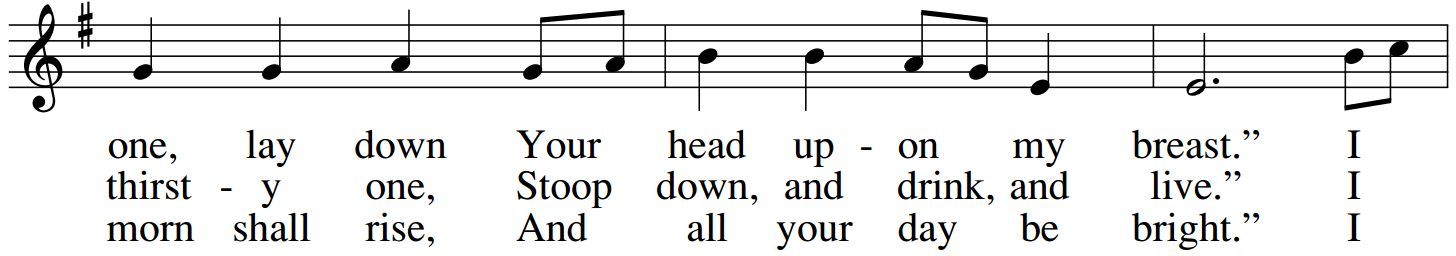 one, lay down Your head up - on my breast.” I
thirst - y one, Stoop down, and drink, and live.” I
morn shall rise, And all your day be bright.” I